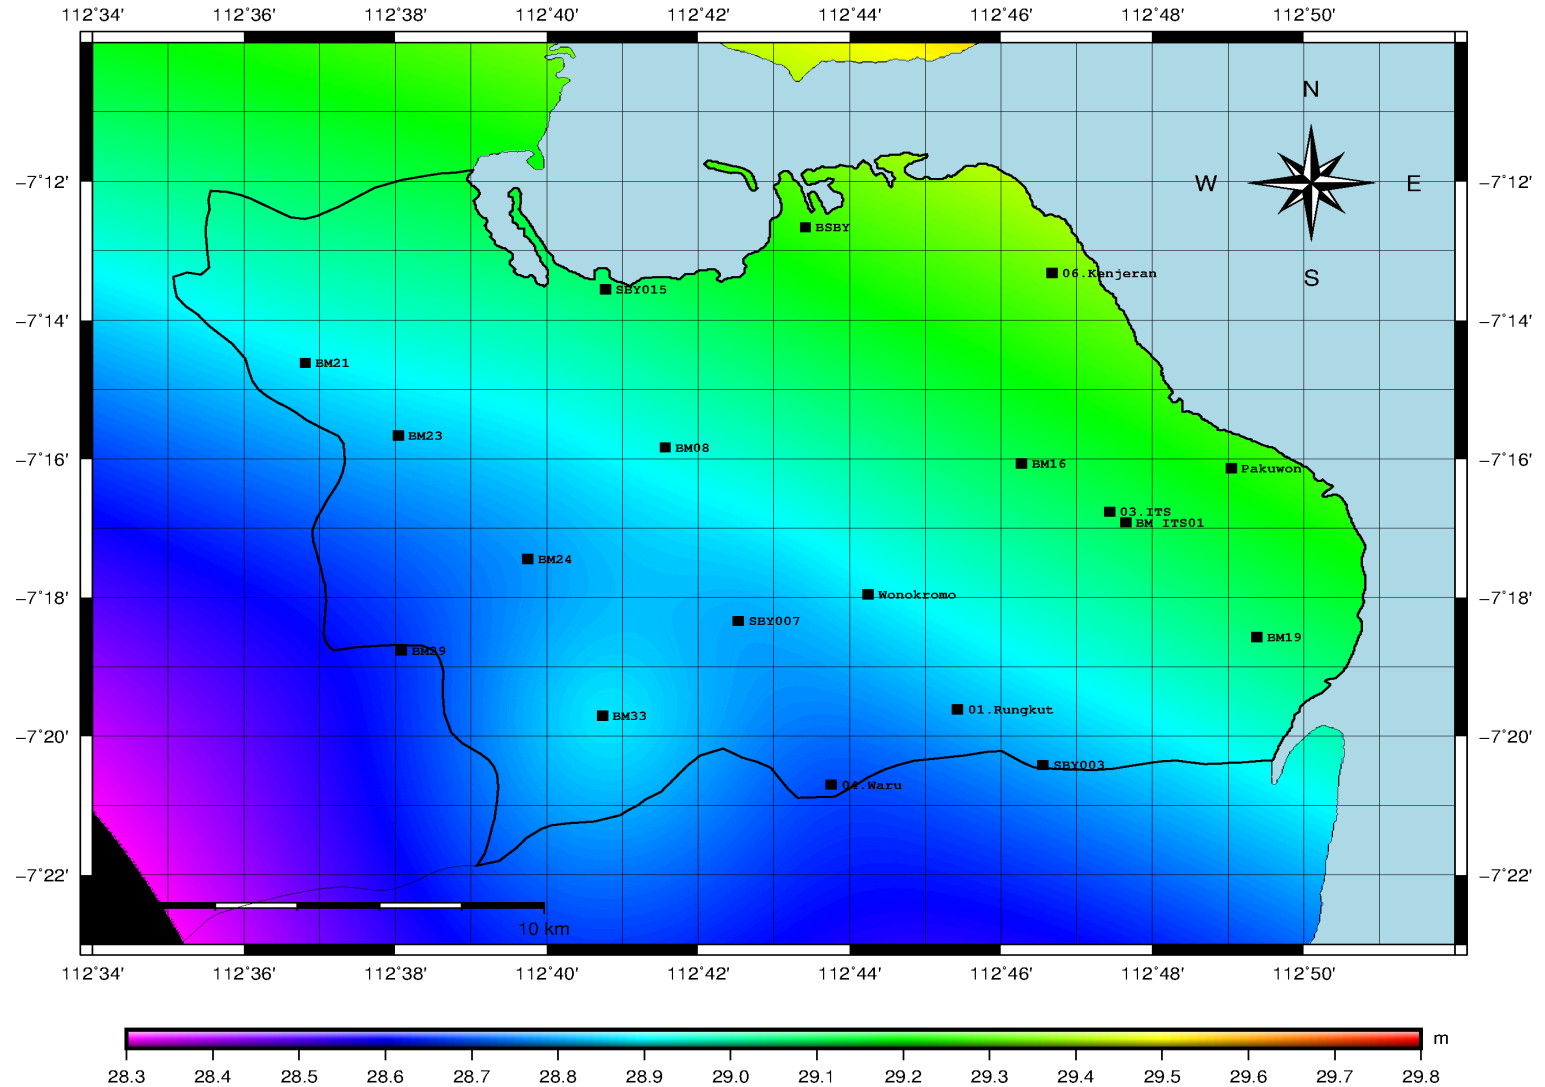 112˚34' 112˚36' 112˚38' 112˚40' 112˚42' 112˚44' 112˚46' 112˚48' 112˚50'
N
−7˚12' W E −7˚12'
BSBY
06.Kenjeran
S
SBY015
−7˚14' −7˚14'
BM21
BM23
BM08
−7˚16' BM16 −7˚16'
Pakuwon
03.ITS
BM ITS01
BM24
−7˚18' Wonokromo −7˚18'
SBY007
BM19
BM29
01.Rungkut
BM33
−7˚20' −7˚20'
SBY003
04.Waru
−7˚22' −7˚22'
10 km
112˚34' 112˚36' 112˚38' 112˚40' 112˚42' 112˚44' 112˚46' 112˚48' 112˚50'
m
28.3 28.4 28.5 28.6 28.7 28.8 28.9 29.0 29.1 29.2 29.3 29.4 29.5 29.6 29.7 29.8